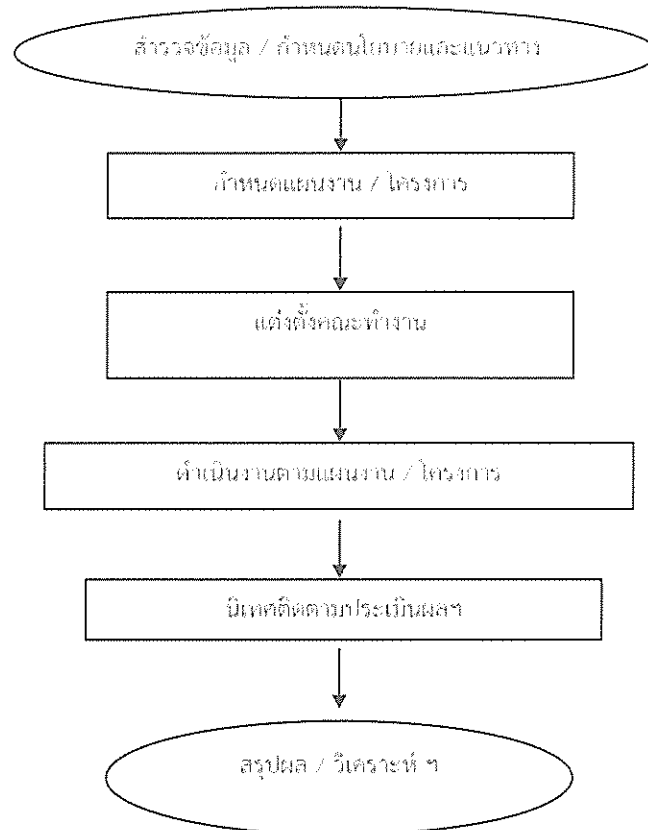 สำรวจข้อมูล / กำหนดนโยบายและแนวทาง
กำหนดแผนงาน / โครงการ
แต่งตั้งคณะทำงาน
ดำเนินงานตามแผนงาน / โครงการ
นิเทศติดตามประเมินผลฯ
สรุปผล / วิเคราะห์ ฯ